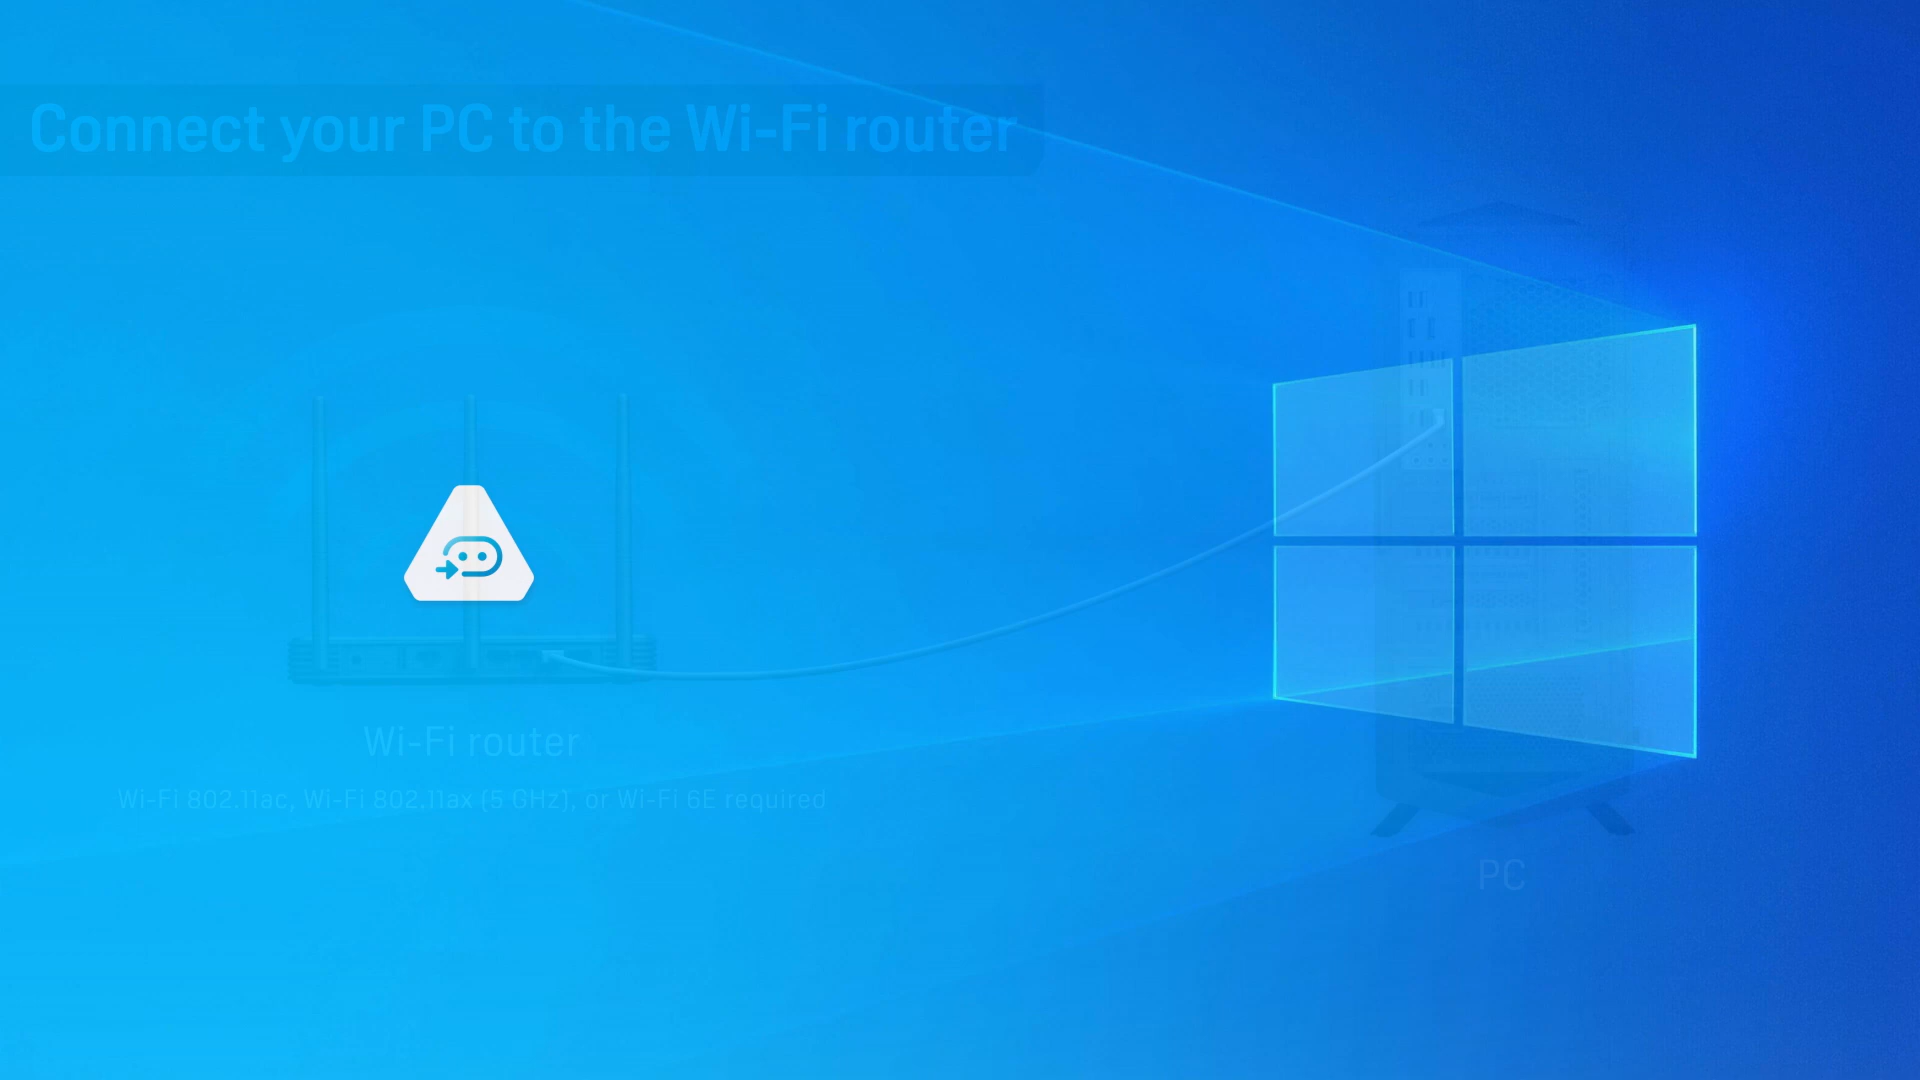 Connect your PC to the Wi-Fi router
Wi-Fi router
Wi-Fi 802.11ac, Wi-Fi 802.11ax (5 GHz), or Wi-Fi 6E required
PC